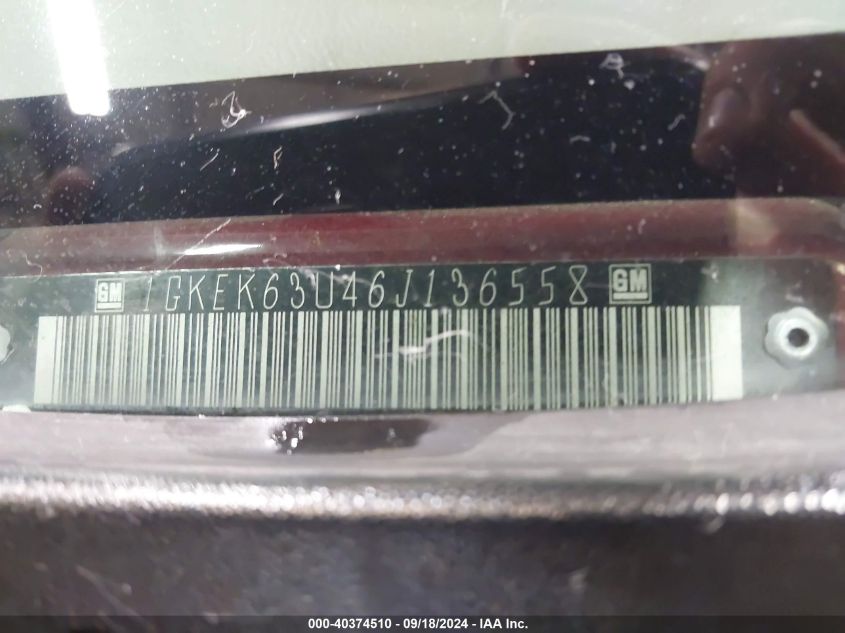 GM 1GKEK63U46J136558 GM
000-40374510 - 09/18/2024 - IAA Inc.